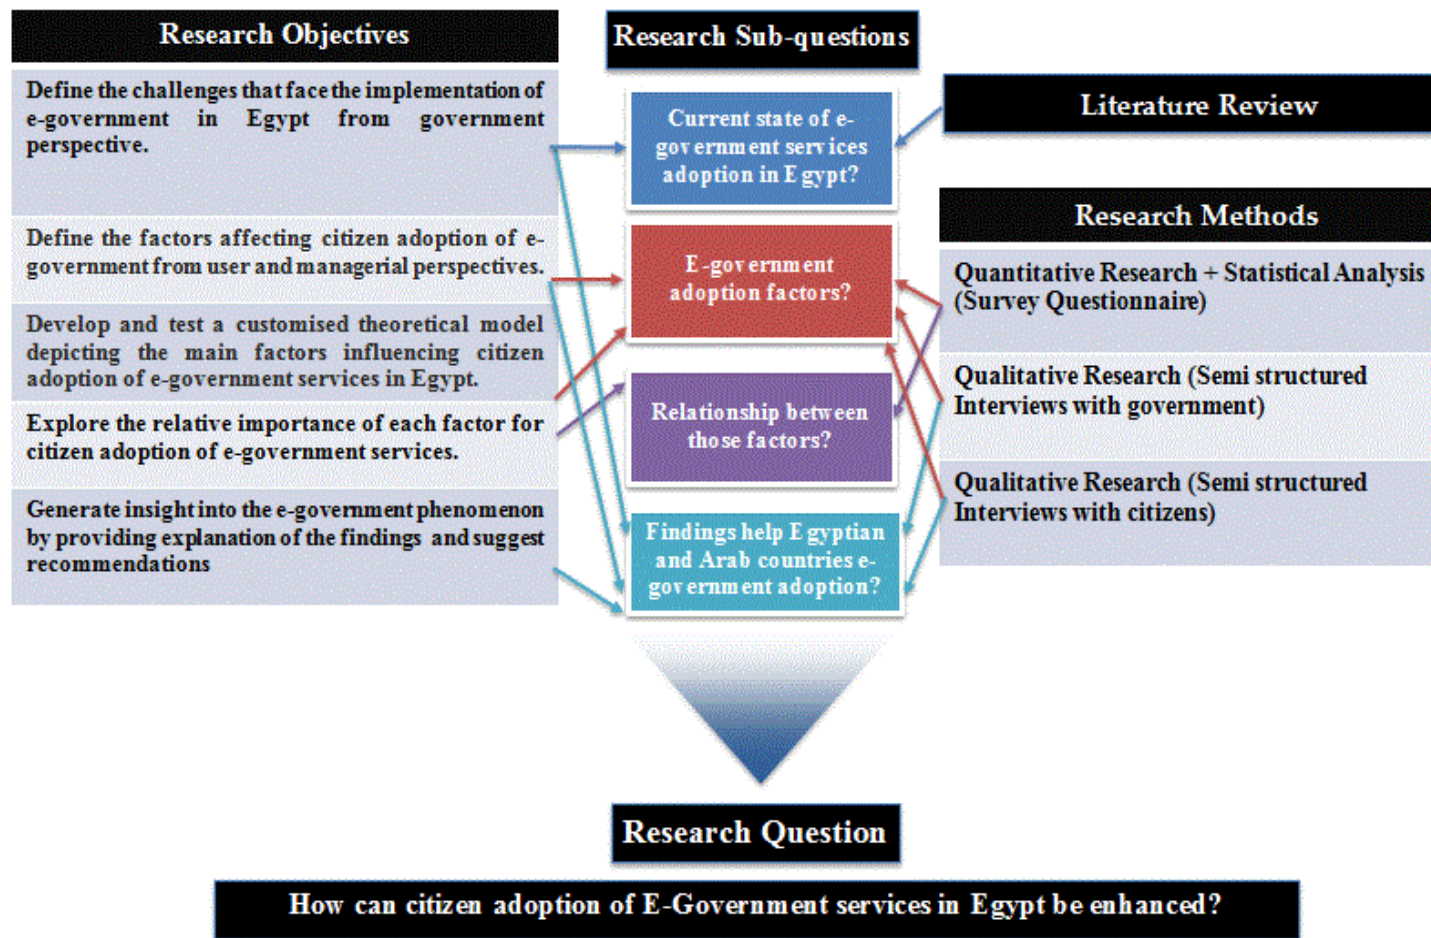 Research Objectives
Define the challenges that face the implementation of
e-government in Egypt from government
perspective.
Define the factors affecting citizen adoption of e-
government from user and managerial perspectives.
Develop and test a customised theoretical model
depicting the main factors influencing citizen
adoption of e-government services in Egypt.
Explore the relative importance of each factor for
citizen adoption of e-government services.
Generate insight into the e-government phenomenon
by providing explanation of the findings and suggest
recommendations
Research Sub-questions
Current state of e-
government services
adoption in Egypt?
E-government
adoption factors?
Relationship between
those factors?
Findings help Egyptian
and Arab countries e-
government adoption?
Literature Review
Research Methods
Quantitative Research + Statistical Analysis
(Survey Questionnaire)
Qualitative Research (Semi structured
Interviews with government)
Qualitative Research (Semi structured
Interviews with citizens)
Research Question
How can citizen adoption of E-Government services in Egypt be enhanced?